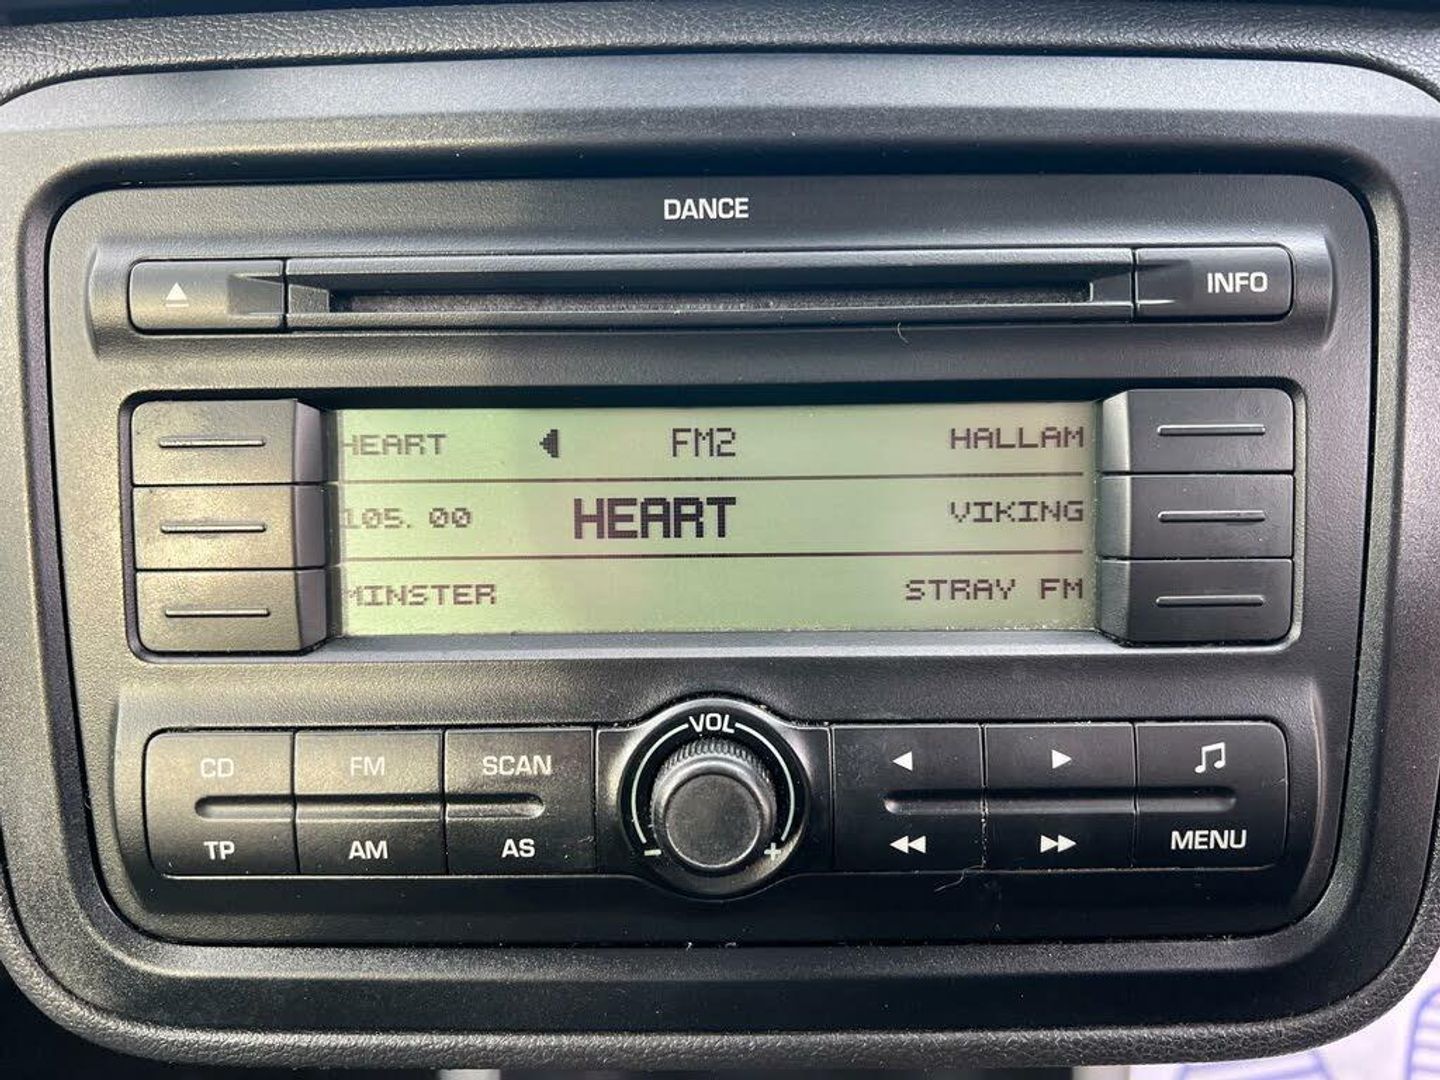 DANCE
INFO
HEART FM2 HALLAM
105.00 HEART VIKING
MINSTER STRAY FM
VOL
CD FM SCAN
TP AM AS
- +
MENU